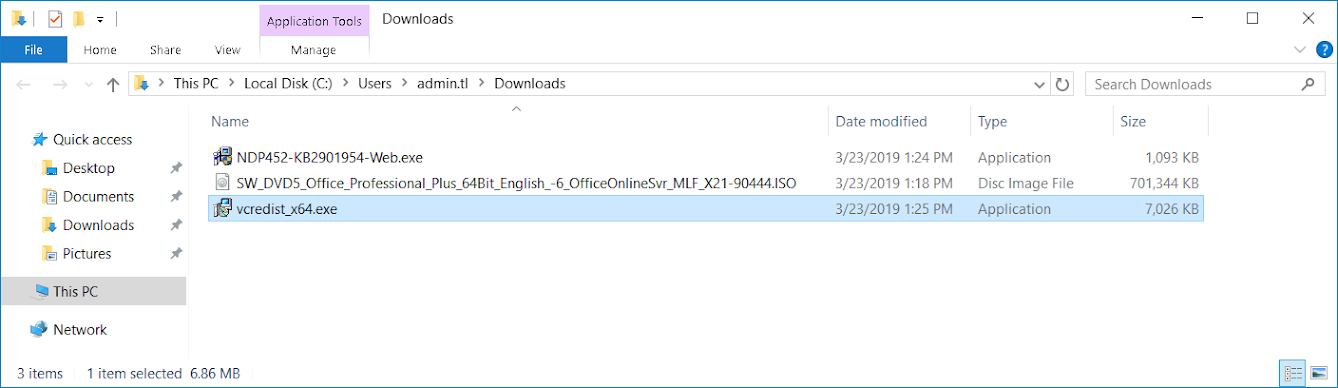 Application Tools Downloads
File Home Share View Manage
This PC Local Disk (C:) Users admin.tl Downloads Search Downloads
Name Date modified Type Size
Quick access
Desktop
Documents
Downloads
Pictures
This PC
Network
NDP452-KB2901954-Web.exe 3/23/2019 1:24 PM Application 1,093 KB
SW_DVD5_Office_Professional_Plus_64Bit_English_-6_OfficeOnlineSvr_MLF_X21-90444.ISO 3/23/2019 1:18 PM Disc Image File 701,344 KB
vcredist_x64.exe 3/23/2019 1:25 PM Application 7,026 KB
3 items 1 item selected 6.86 MB